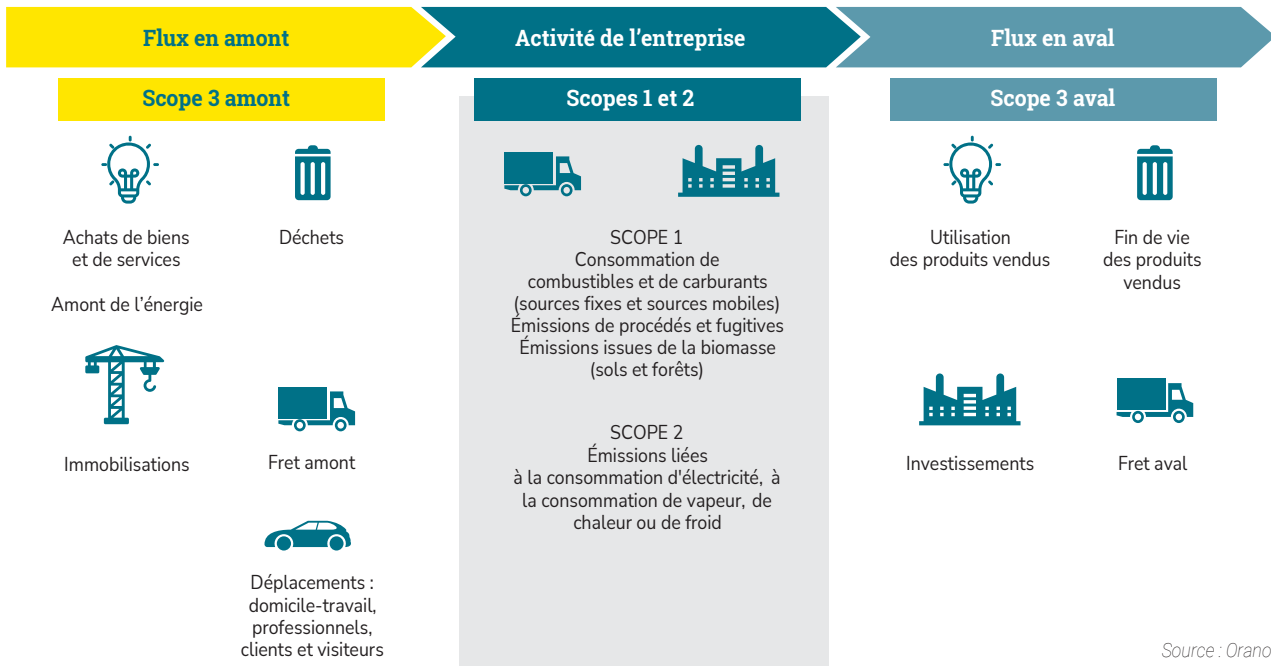 Flux en amont
Activité de l'entreprise
Flux en aval
Scope 3 amont
Scopes 1 et 2
Scope 3 aval
Achats de biens
et de services
Déchets
Amont de l'énergie
Immobilisations
Fret amont
Déplacements :
domicile-travail,
professionnels,
clients et visiteurs
SCOPE 1
Consommation de
combustibles et de carburants
(sources fixes et sources mobiles)
Émissions de procédés et fugitives
Émissions issues de la biomasse
(sols et forêts)
SCOPE 2
Émissions liées
à la consommation d'électricité, à
la consommation de vapeur, de
chaleur ou de froid
Utilisation
des produits vendus
Fin de vie
des produits
vendus
Investissements
Fret aval
Source : Orano